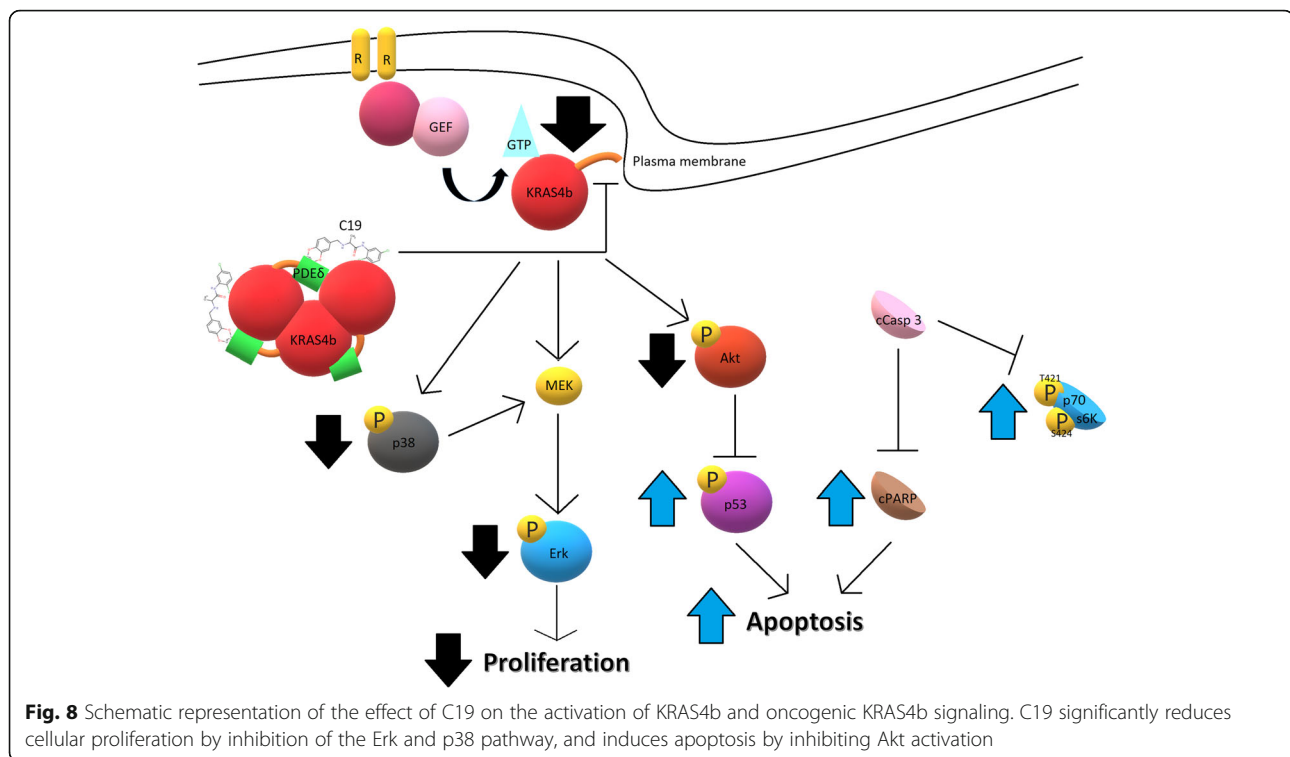 R R
GEF
GTP
KRAS4b
Plasma membrane
C19
PDEδ
KRAS4b
P
Akt
cCasp 3
MEK
P
p38
T421
P
p70
s6K
P
S424
P
p53
cPARP
P
Erk
Apoptosis
Proliferation
Fig. 8 Schematic representation of the effect of C19 on the activation of KRAS4b and oncogenic KRAS4b signaling. C19 significantly reduces
cellular proliferation by inhibition of the Erk and p38 pathway, and induces apoptosis by inhibiting Akt activation